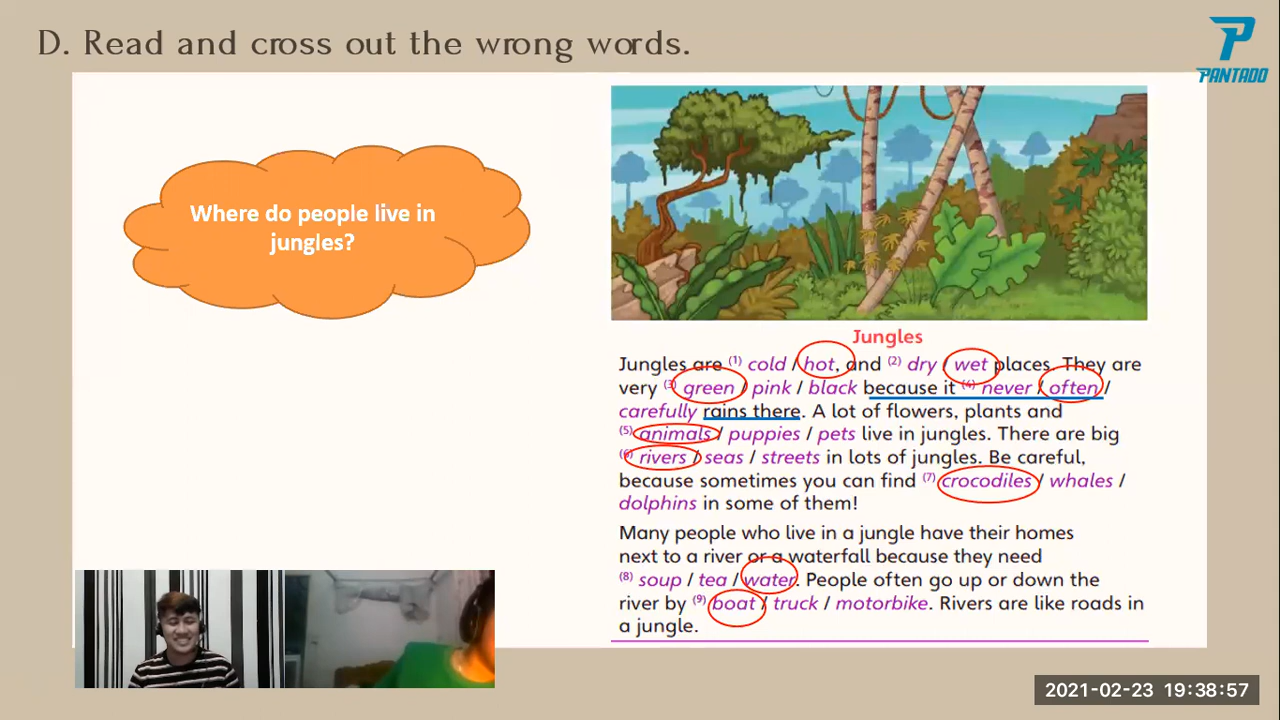 D. Read and cross out the wrong words.
PANTADO
Where do people live in
jungles?
Jungles
Jungles are (1) cold / hot, and (2) dry / wet places. They are
very (3) green / pink / black because it (4) never / often /
carefully rains there. A lot of flowers, plants and
(5) animals / puppies / pets live in jungles. There are big
(6) rivers / seas / streets in lots of jungles. Be careful,
because sometimes you can find (7) crocodiles / whales /
dolphins in some of them!
Many people who live in a jungle have their homes
next to a river or a waterfall because they need
(8) soup / tea / water. People often go up or down the
river by (9) boat / truck / motorbike. Rivers are like roads in
a jungle.
2021-02-23 19:38:57